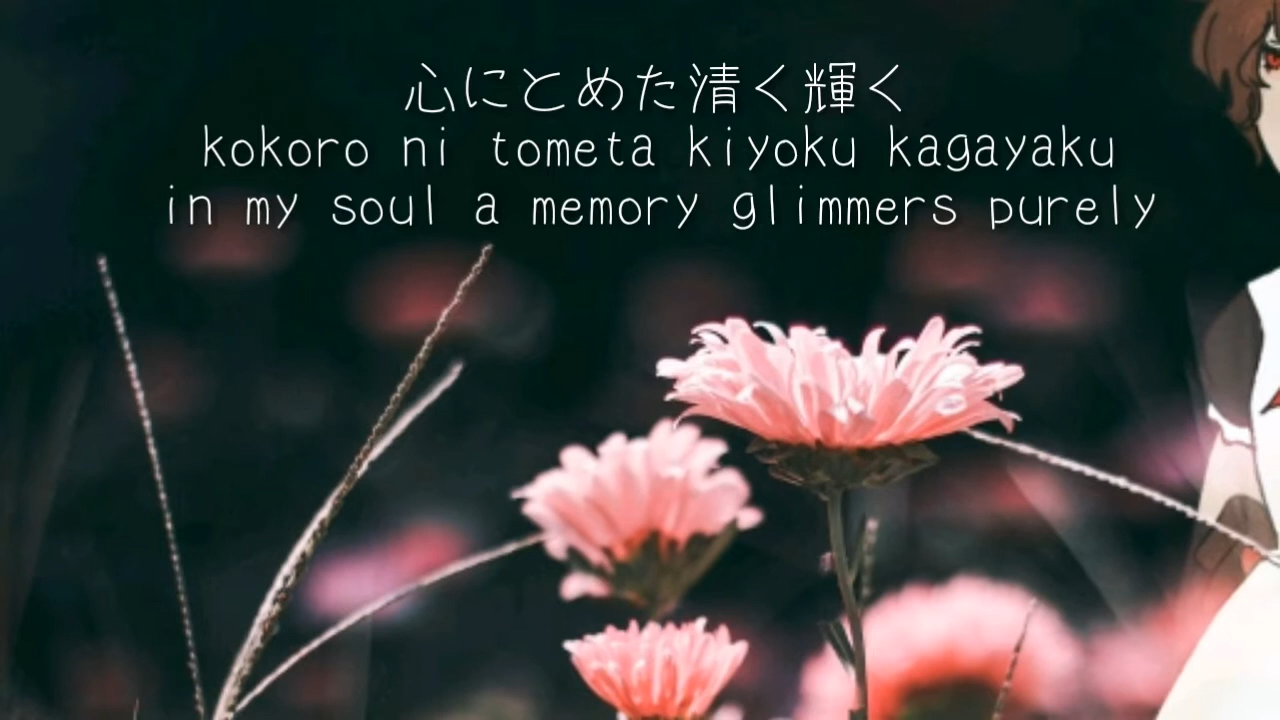 心にとめた清く輝く
kokoro ni tometa kiyoku kagayaku
in my soul a memory glimmers purely